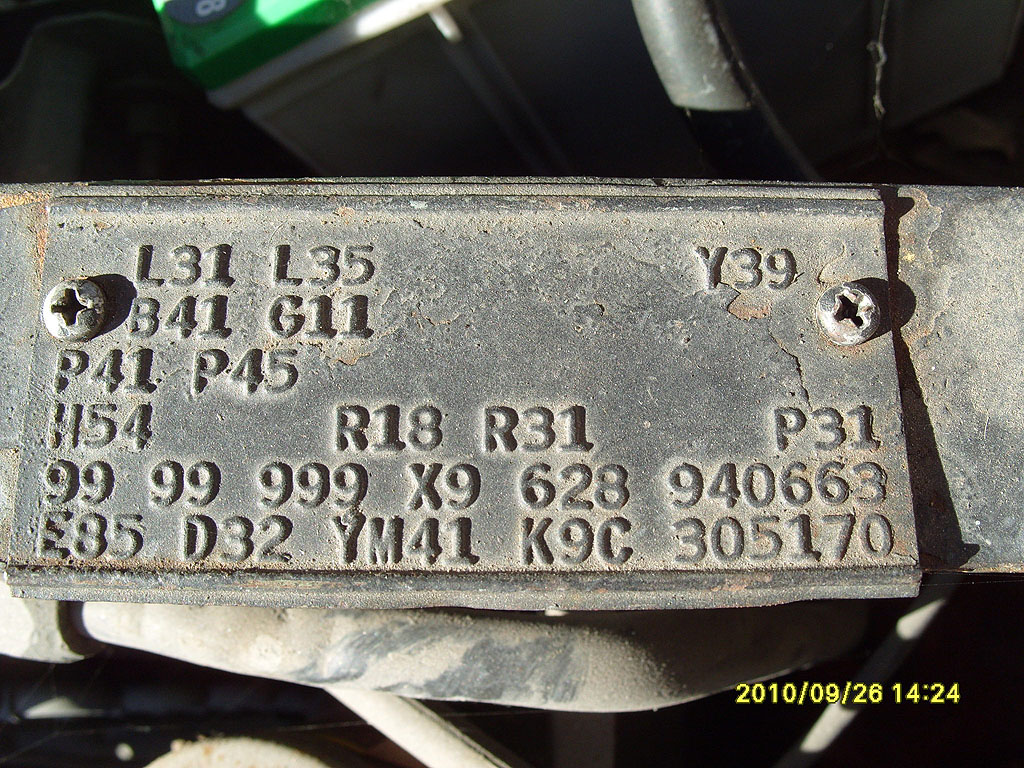 8
L31 L35 Y39
B41 G11
P41 P45
H54 R18 R31 P31
99 99 999 X9 628 940663
E85 D32 YM41 K9C 305170
2010/09/26 14:24